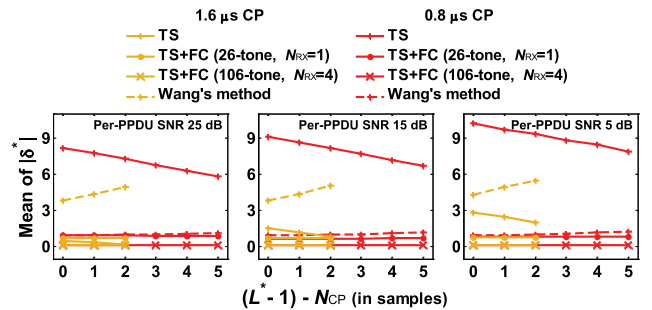 1.6 μs CP
TS
TS+FC (26-tone, NRX=1)
TS+FC (106-tone, NRX=4)
Wang's method
0.8 μs CP
TS
TS+FC (26-tone, NRX=1)
TS+FC (106-tone, NRX=4)
Wang's method
Mean of |δ*|
Per-PPDU SNR 25 dB
9
6
3
0
0 1 2 3 4 5
Per-PPDU SNR 15 dB
9
6
3
0
0 1 2 3 4 5
Per-PPDU SNR 5 dB
9
6
3
0
0 1 2 3 4 5
(L*- 1) - NCP (in samples)